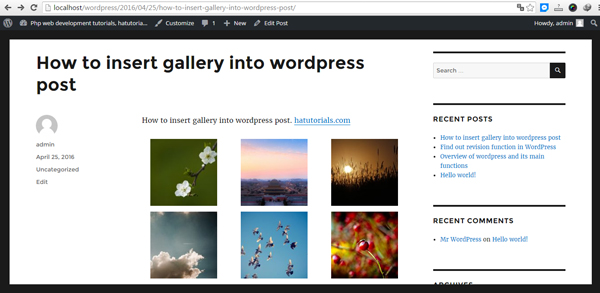 localhost/wordpress/2016/04/25/how-to-insert-gallery-into-wordpress-post/
Php web development tutorials, hatutoria... Customize 1 New Edit Post Howdy, admin
How to insert gallery into wordpress
post
How to insert gallery into wordpress post. hatutorials.com
admin
April 25, 2016
Uncategorized
Edit
Search …
RECENT POSTS
How to insert gallery into wordpress post
Find out revision function in WordPress
Overview of wordpress and its main
functions
Hello world!
RECENT COMMENTS
Mr WordPress on Hello world!
ARCHIVES